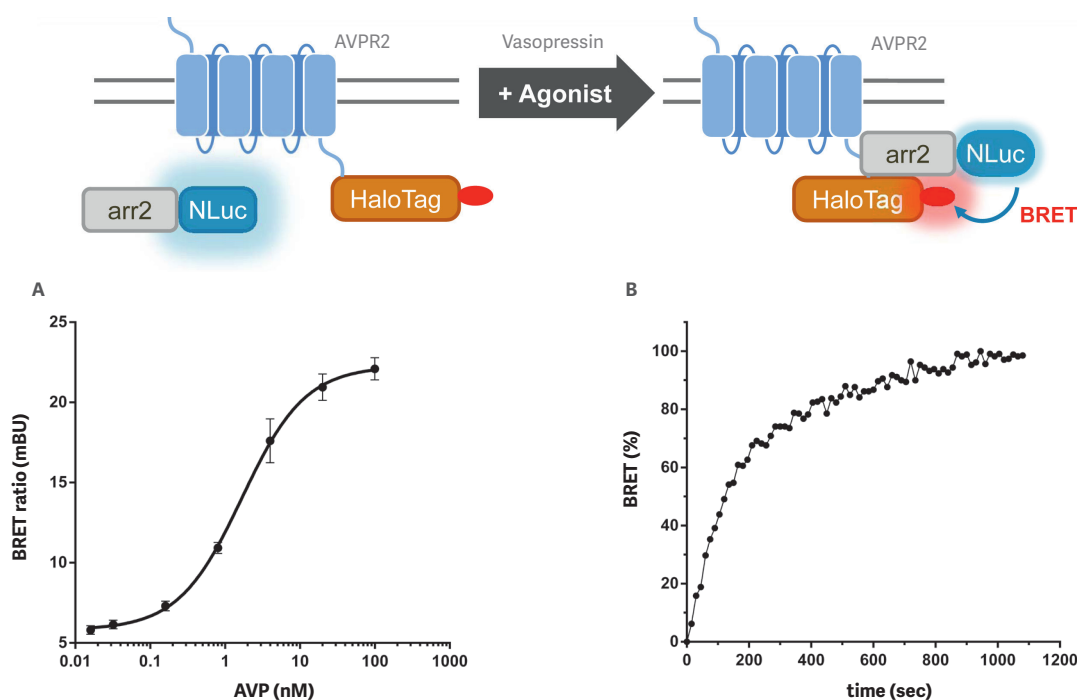 AVPR2
Vasopressin
AVPR2
+ Agonist
arr2
NLuc
HaloTag
arr2
NLuc
HaloTag
BRET
A
25
20
15
10
5
0.01
0.1
1
10
100
1000
BRET ratio (mBU)
AVP (nM)
B
100
80
60
40
20
0
0
200
400
600
800
1000
1200
BRET (%)
time (sec)